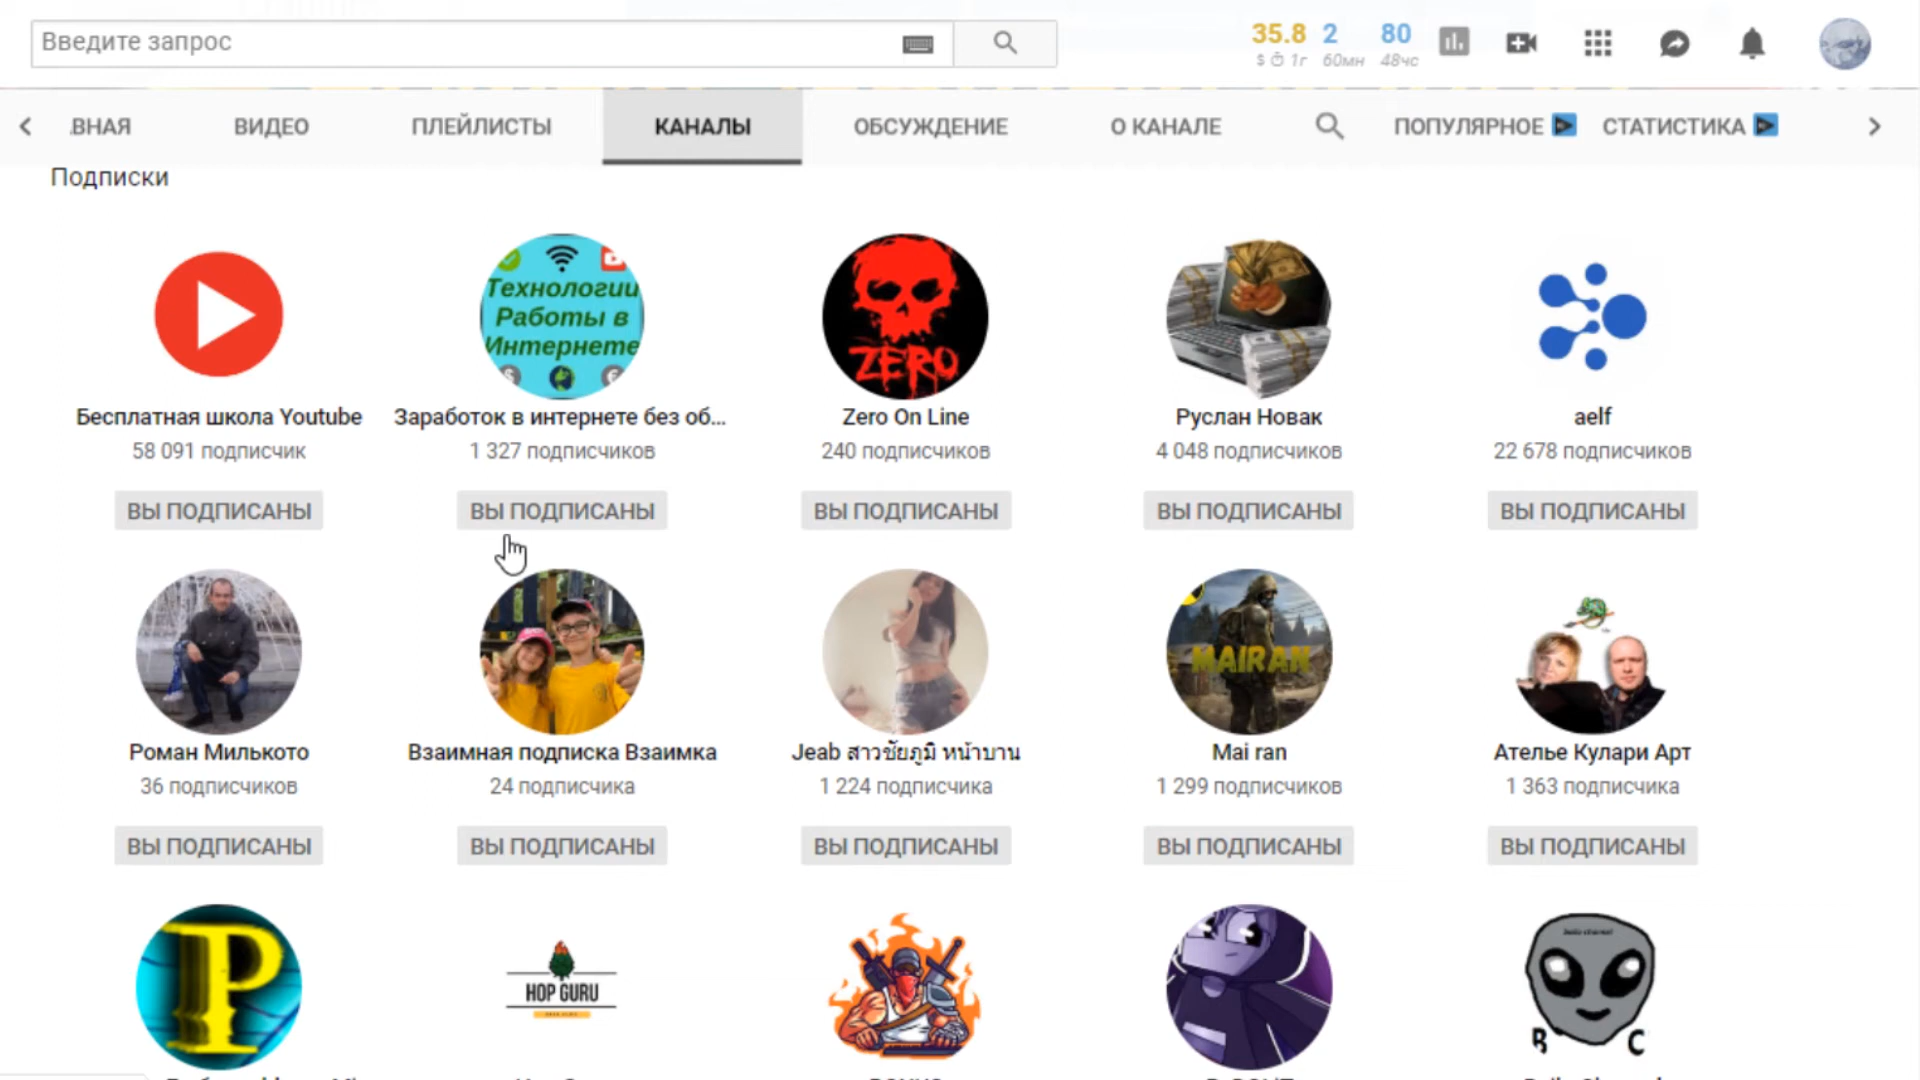 Введите запрос
35.8 2 80
$ 1г 60мн 48чс
ВНАЯ ВИДЕО ПЛЕЙЛИСТЫ КАНАЛЫ ОБСУЖДЕНИЕ О КАНАЛЕ ПОПУЛЯРНОЕ СТАТИСТИКА
Подписки
Технологии
Работы в
Интернете
ZERO
Бесплатная школа Youtube Заработок в интернете без об... Zero On Line Руслан Новак aelf
58 091 подписчик 1 327 подписчиков 240 подписчиков 4 048 подписчиков 22 678 подписчиков
ВЫ ПОДПИСАНЫ ВЫ ПОДПИСАНЫ ВЫ ПОДПИСАНЫ ВЫ ПОДПИСАНЫ ВЫ ПОДПИСАНЫ
MAIRAN
Роман Милькото Взаимная подписка Взаимка Jeab สาวชัยภูมิ หน้าบาน Mai ran Ателье Кулари Арт
36 подписчиков 24 подписчика 1 224 подписчика 1 299 подписчиков 1 363 подписчика
ВЫ ПОДПИСАНЫ ВЫ ПОДПИСАНЫ ВЫ ПОДПИСАНЫ ВЫ ПОДПИСАНЫ ВЫ ПОДПИСАНЫ
P
HOP GURU
B C